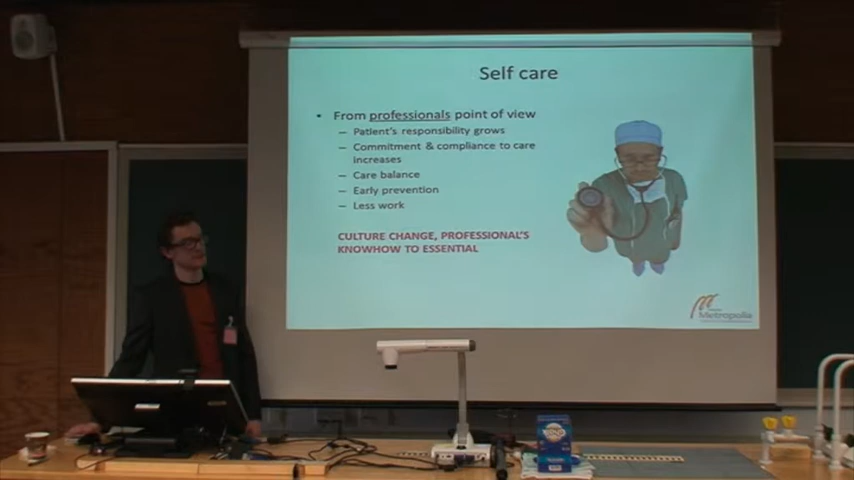 Self care
• From professionals point of view
– Patient's responsibility grows
– Commitment & compliance to care
increases
– Care balance
– Early prevention
– Less work
CULTURE CHANGE, PROFESSIONAL'S
KNOWHOW TO ESSENTIAL
Metropolia